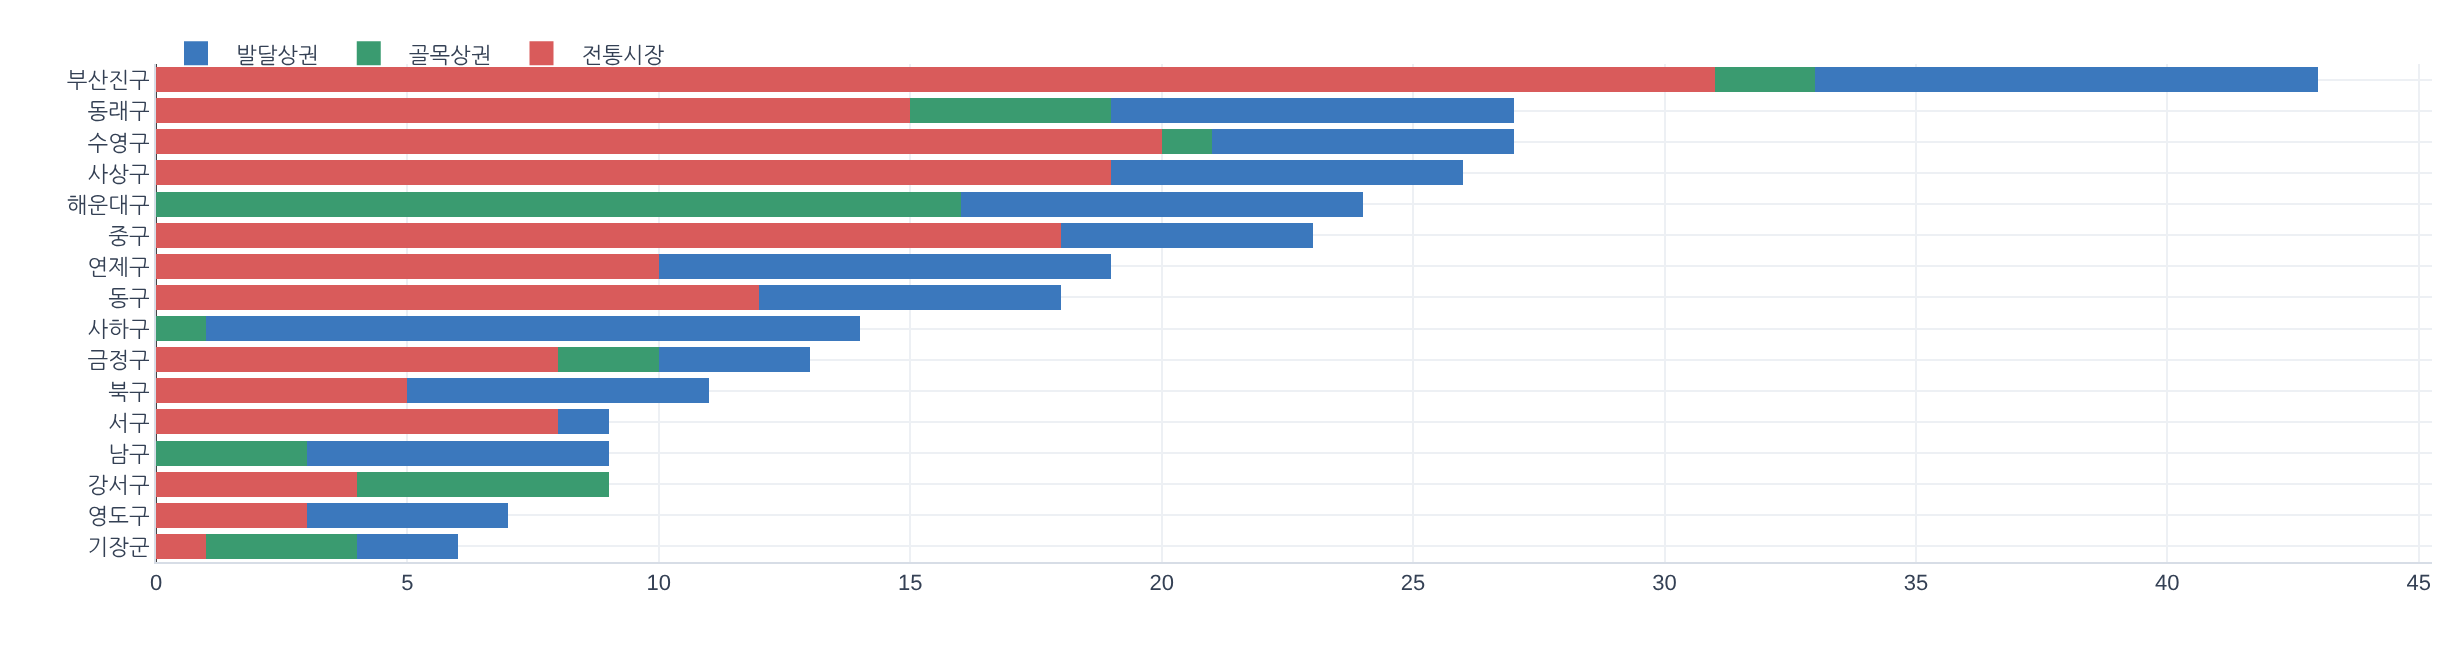 발달상권 골목상권 전통시장
부산진구
동래구
수영구
사상구
해운대구
중구
연제구
동구
사하구
금정구
북구
서구
남구
강서구
영도구
기장군
0 5 10 15 20 25 30 35 40 45